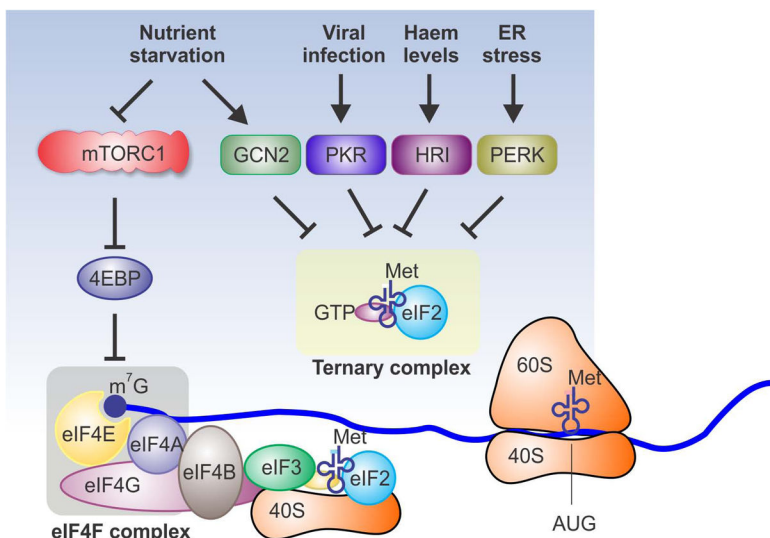 Nutrient
starvation
Viral
infection
Haem
levels
ER
stress
mTORC1
GCN2
PKR
HRI
PERK
4EBP
Met
GTP
eIF2
Ternary complex
m⁷G
60S
Met
eIF4E
eIF4A
Met
eIF4B
eIF3
eIF2
40S
eIF4G
40S
AUG
eIF4F complex